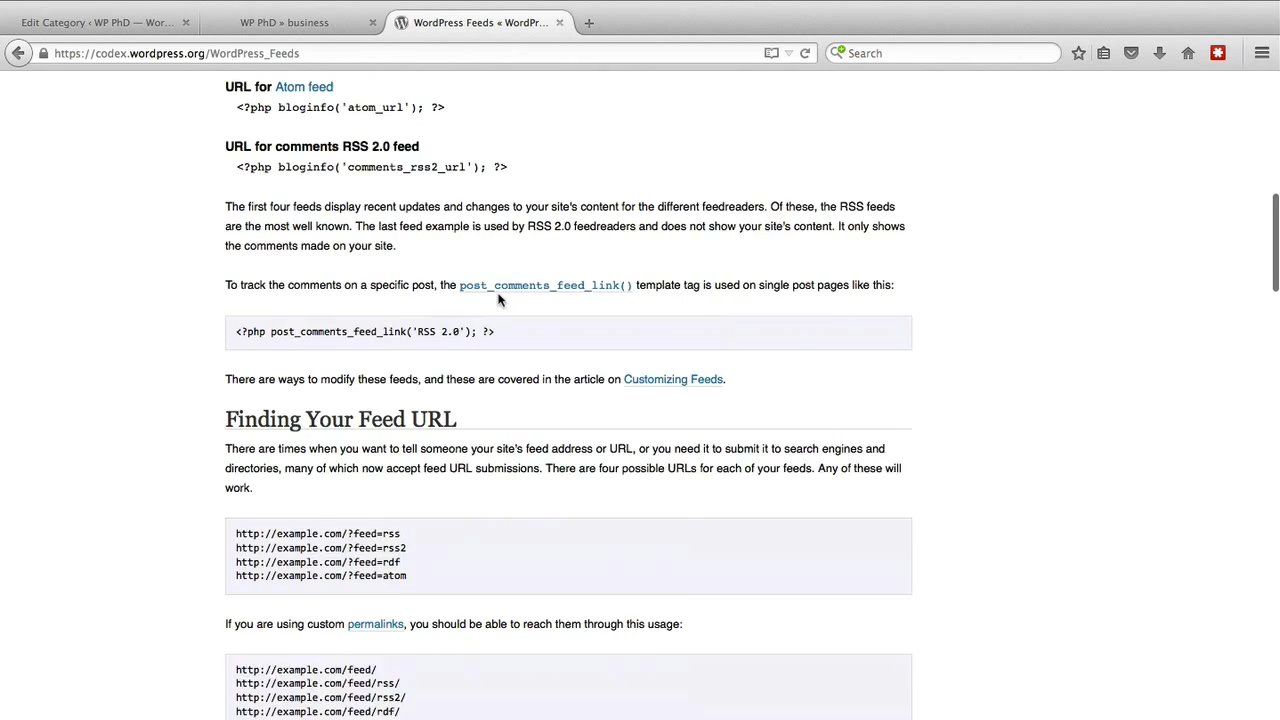 Edit Category ‹ WP PhD — Wor...
WP PhD » business
WordPress Feeds « WordPr...
https://codex.wordpress.org/WordPress_Feeds
Search
URL for Atom feed
<?php bloginfo('atom_url'); ?>
URL for comments RSS 2.0 feed
<?php bloginfo('comments_rss2_url'); ?>
The first four feeds display recent updates and changes to your site's content for the different feedreaders. Of these, the RSS feeds
are the most well known. The last feed example is used by RSS 2.0 feedreaders and does not show your site's content. It only shows
the comments made on your site.
To track the comments on a specific post, the post_comments_feed_link() template tag is used on single post pages like this:
<?php post_comments_feed_link('RSS 2.0'); ?>
There are ways to modify these feeds, and these are covered in the article on Customizing Feeds.
Finding Your Feed URL
There are times when you want to tell someone your site's feed address or URL, or you need it to submit it to search engines and
directories, many of which now accept feed URL submissions. There are four possible URLs for each of your feeds. Any of these will
work.
http://example.com/?feed=rss
http://example.com/?feed=rss2
http://example.com/?feed=rdf
http://example.com/?feed=atom
If you are using custom permalinks, you should be able to reach them through this usage:
http://example.com/feed/
http://example.com/feed/rss/
http://example.com/feed/rss2/
http://example.com/feed/rdf/